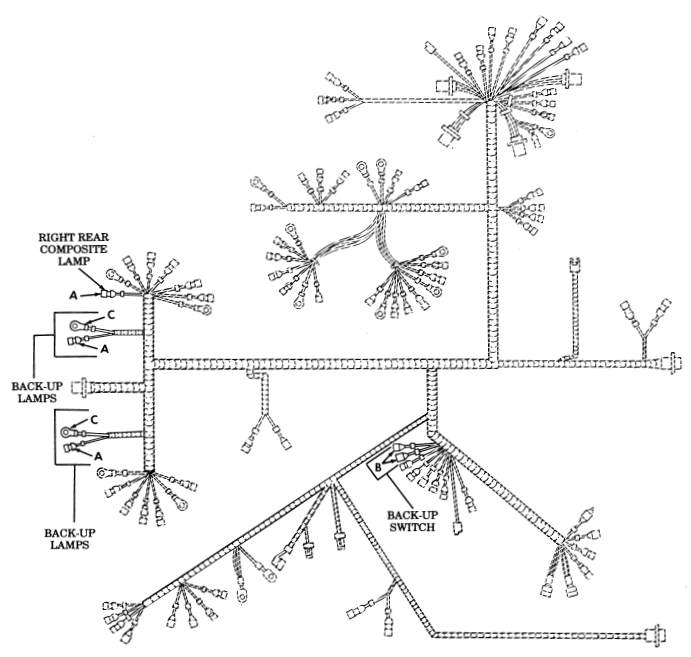 RIGHT REAR
COMPOSITE
LAMP
A
C
A
BACK-UP
LAMPS
C
A
B
BACK-UP
SWITCH
BACK-UP
LAMPS